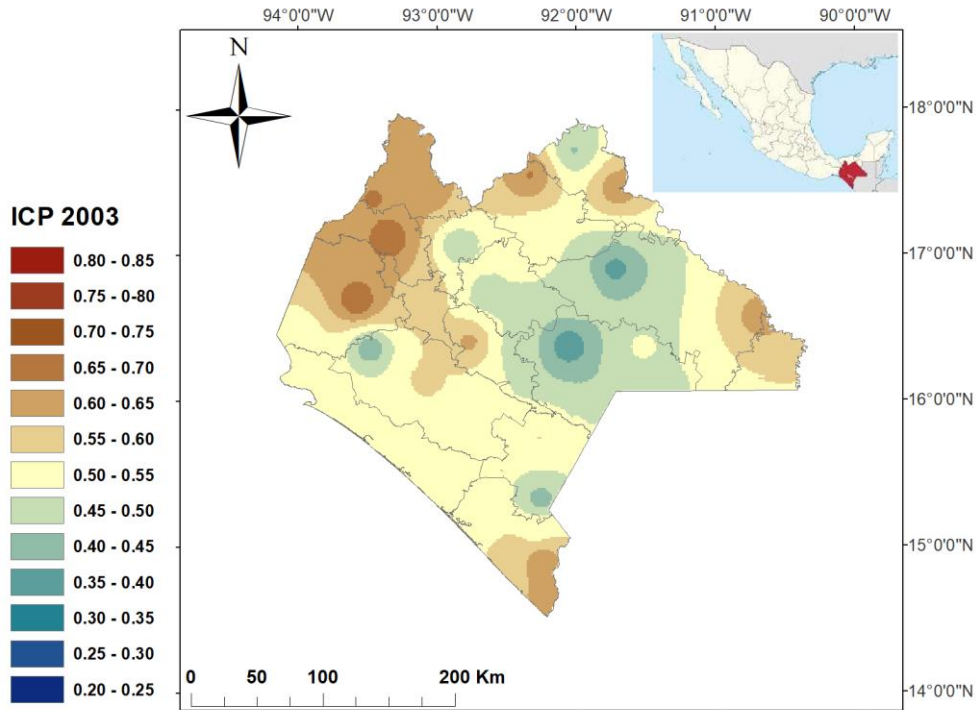 94°0'0"W 93°0'0"W 92°0'0"W 91°0'0"W 90°0'0"W
N
18°0'0"N
17°0'0"N
16°0'0"N
15°0'0"N
14°0'0"N
ICP 2003
0.80 - 0.85
0.75 - 0-80
0.70 - 0.75
0.65 - 0.70
0.60 - 0.65
0.55 - 0.60
0.50 - 0.55
0.45 - 0.50
0.40 - 0.45
0.35 - 0.40
0.30 - 0.35
0.25 - 0.30
0.20 - 0.25
0 50 100 200 Km